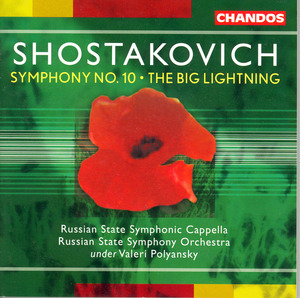 CHANDOS
SHOSTAKOVICH
SYMPHONY NO. 10 • THE BIG LIGHTNING
Russian State Symphonic Cappella
Russian State Symphony Orchestra
under Valeri Polyansky